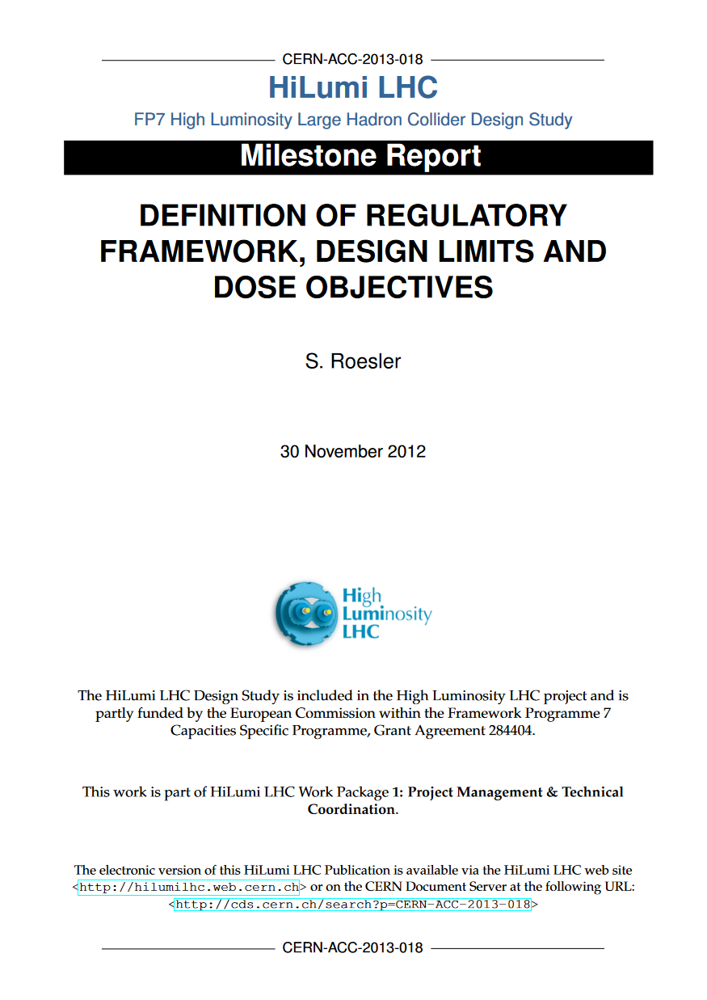 CERN-ACC-2013-018
HiLumi LHC
FP7 High Luminosity Large Hadron Collider Design Study
Milestone Report
DEFINITION OF REGULATORY
FRAMEWORK, DESIGN LIMITS AND
DOSE OBJECTIVES
S. Roesler
30 November 2012
High
Luminosity
LHC
The HiLumi LHC Design Study is included in the High Luminosity LHC project and is
partly funded by the European Commission within the Framework Programme 7
Capacities Specific Programme, Grant Agreement 284404.
This work is part of HiLumi LHC Work Package 1: Project Management & Technical
Coordination.
The electronic version of this HiLumi LHC Publication is available via the HiLumi LHC web site
<http://hilumilhc.web.cern.ch> or on the CERN Document Server at the following URL:
<http://cds.cern.ch/search?p=CERN-ACC-2013-018>
CERN-ACC-2013-018